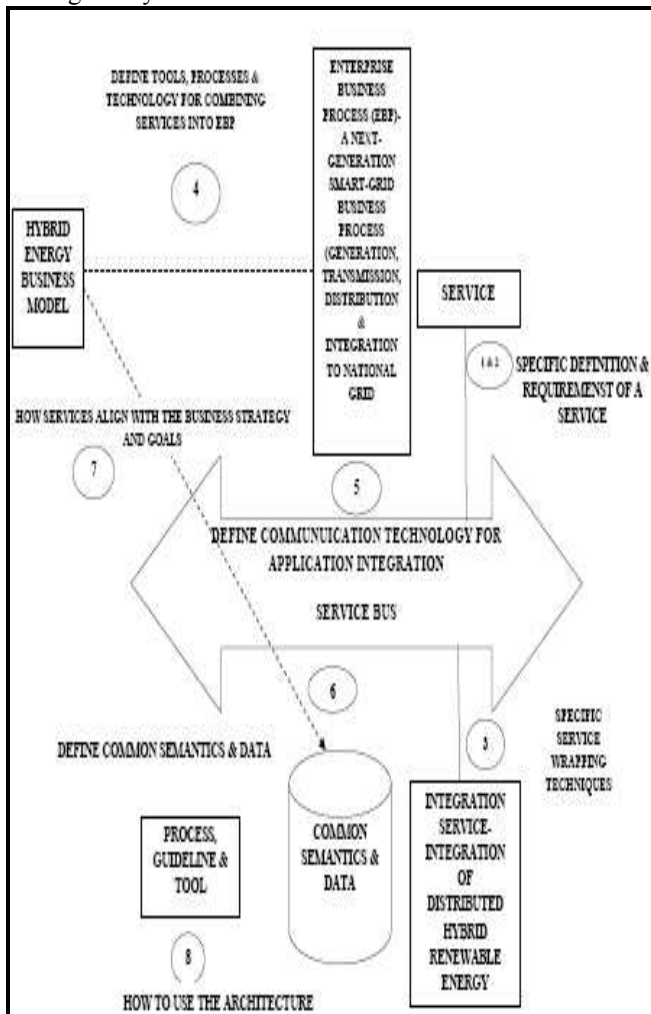 DEFINE TOOLS, PROCESSES &
TECHNOLOGY FOR COMBINING
SERVICES INTO EBP
4
ENTERPRISE
BUSINESS
PROCESS (EBP)-
A NEXT-
GENERATION
SMART-GRID
BUSINESS
PROCESS
(GENERATION,
TRANSMISSION,
DISTRIBUTION
&
INTEGRATION
TO NATIONAL
GRID
HYBRID
ENERGY
BUSINESS
MODEL
SERVICE
1 & 2
SPECIFIC DEFINITION &
REQUIREMENST OF A
SERVICE
HOW SERVICES ALIGN WITH THE BUSINESS STRATEGY
AND GOALS
7
5
DEFINE COMMUNUICATION TECHNOLOGY FOR
APPLICATION INTEGRATION
SERVICE BUS
6
DEFINE COMMON SEMANTICS & DATA
3
SPECIFIC
SERVICE
WRAPPING
TECHNIQUES
PROCESS,
GUIDELINE &
TOOL
COMMON
SEMANTICS &
DATA
INTEGRATION
SERVICE-
INTEGRATION
OF
DISTRIBUTED
HYBRID
RENEWABLE
ENERGY
8
HOW TO USE THE ARCHITECTURE